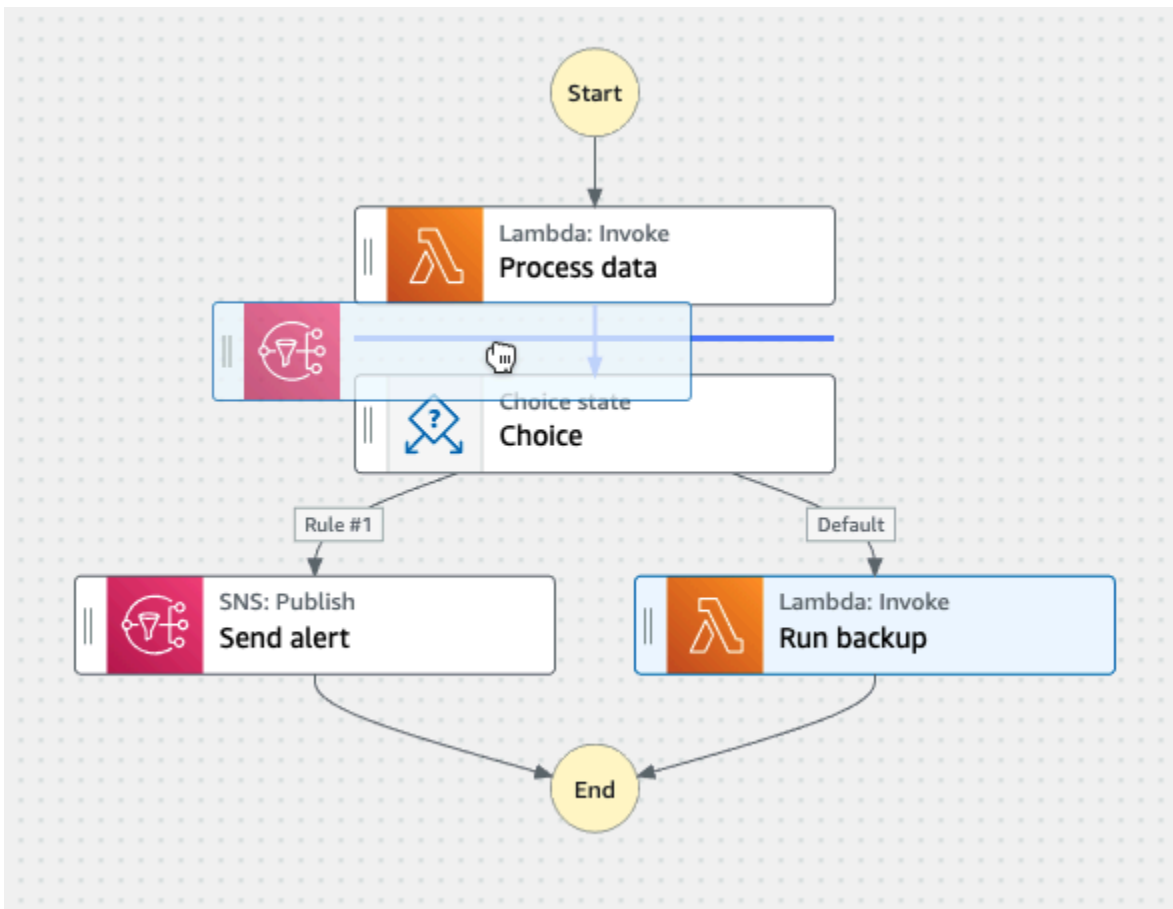 Start
Lambda: Invoke
Process data
Choice state
?
Choice
Rule #1
Default
SNS: Publish
Send alert
Lambda: Invoke
Run backup
End